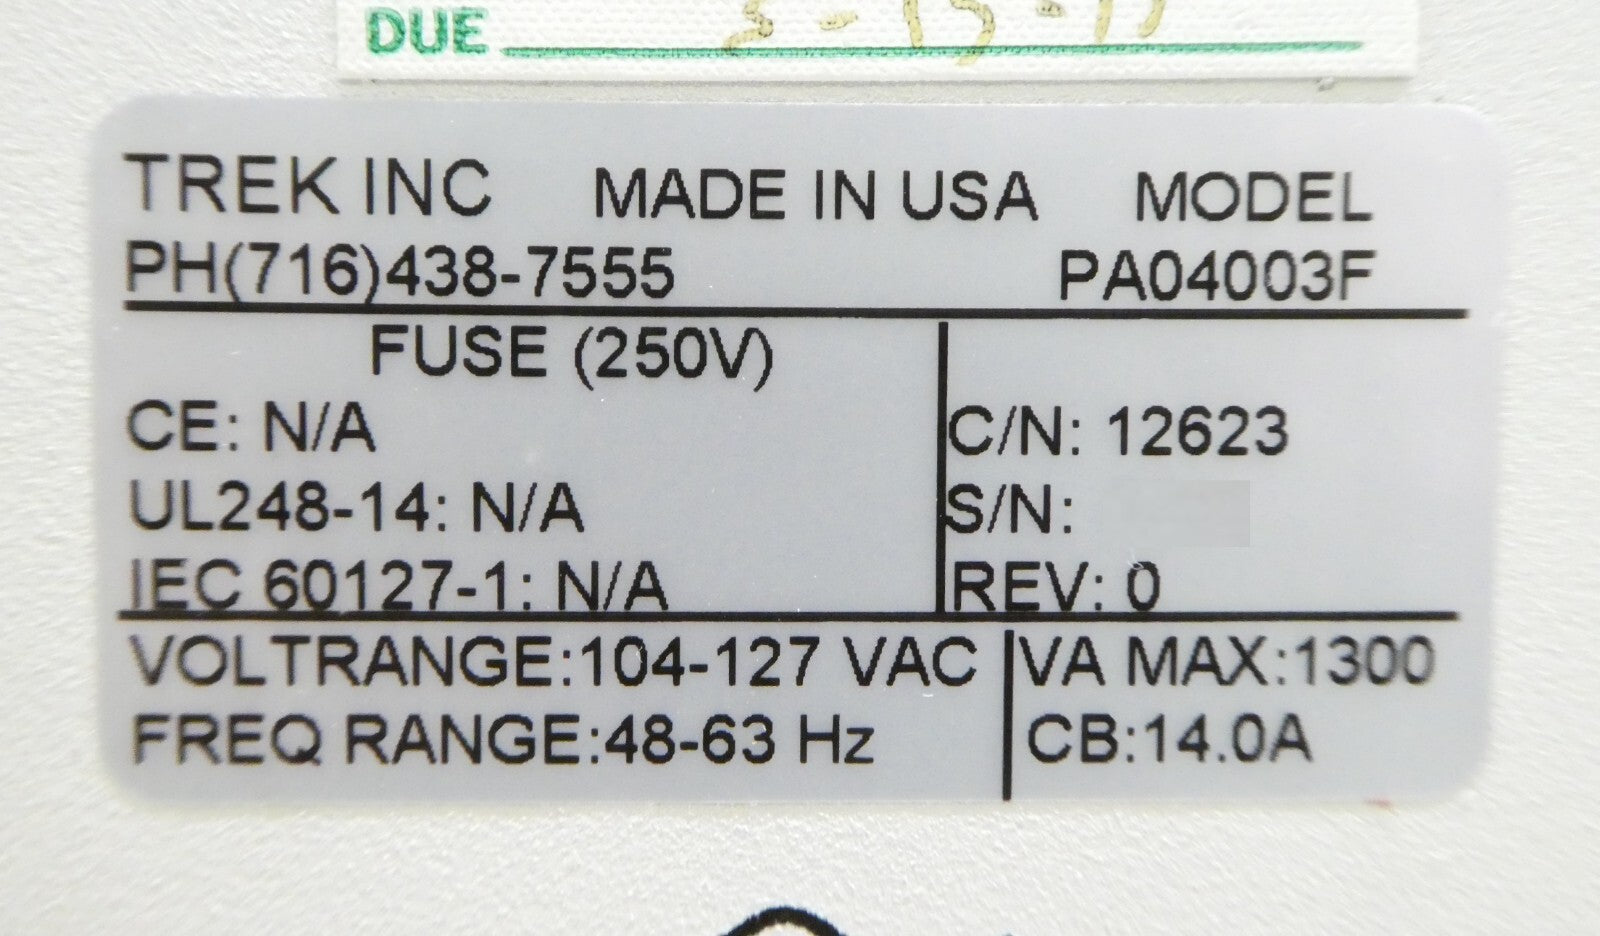 DUE
TREK INC MADE IN USA MODEL
PH(716)438-7555 PA04003F
FUSE (250V)
CE: N/A C/N: 12623
UL248-14: N/A S/N:
IEC 60127-1: N/A REV: 0
VOLTRANGE:104-127 VAC VA MAX:1300
FREQ RANGE:48-63 Hz CB:14.0A